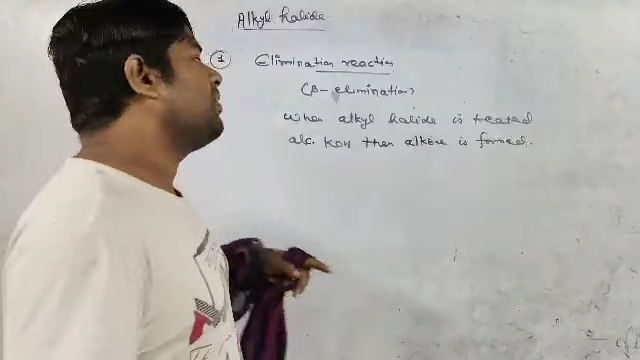 Alkyl halide
1 Elimination reaction
(β-elimination)
when alkyl halide is treated
alc. KOH then alkene is formed.